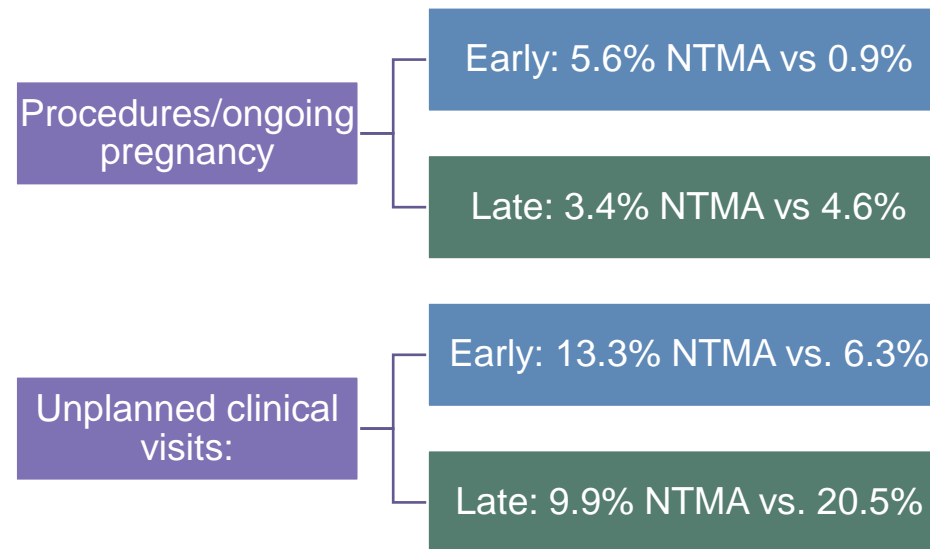 Procedures/ongoing
pregnancy
Early: 5.6% NTMA vs 0.9%
Late: 3.4% NTMA vs 4.6%
Unplanned clinical
visits:
Early: 13.3% NTMA vs. 6.3%
Late: 9.9% NTMA vs. 20.5%